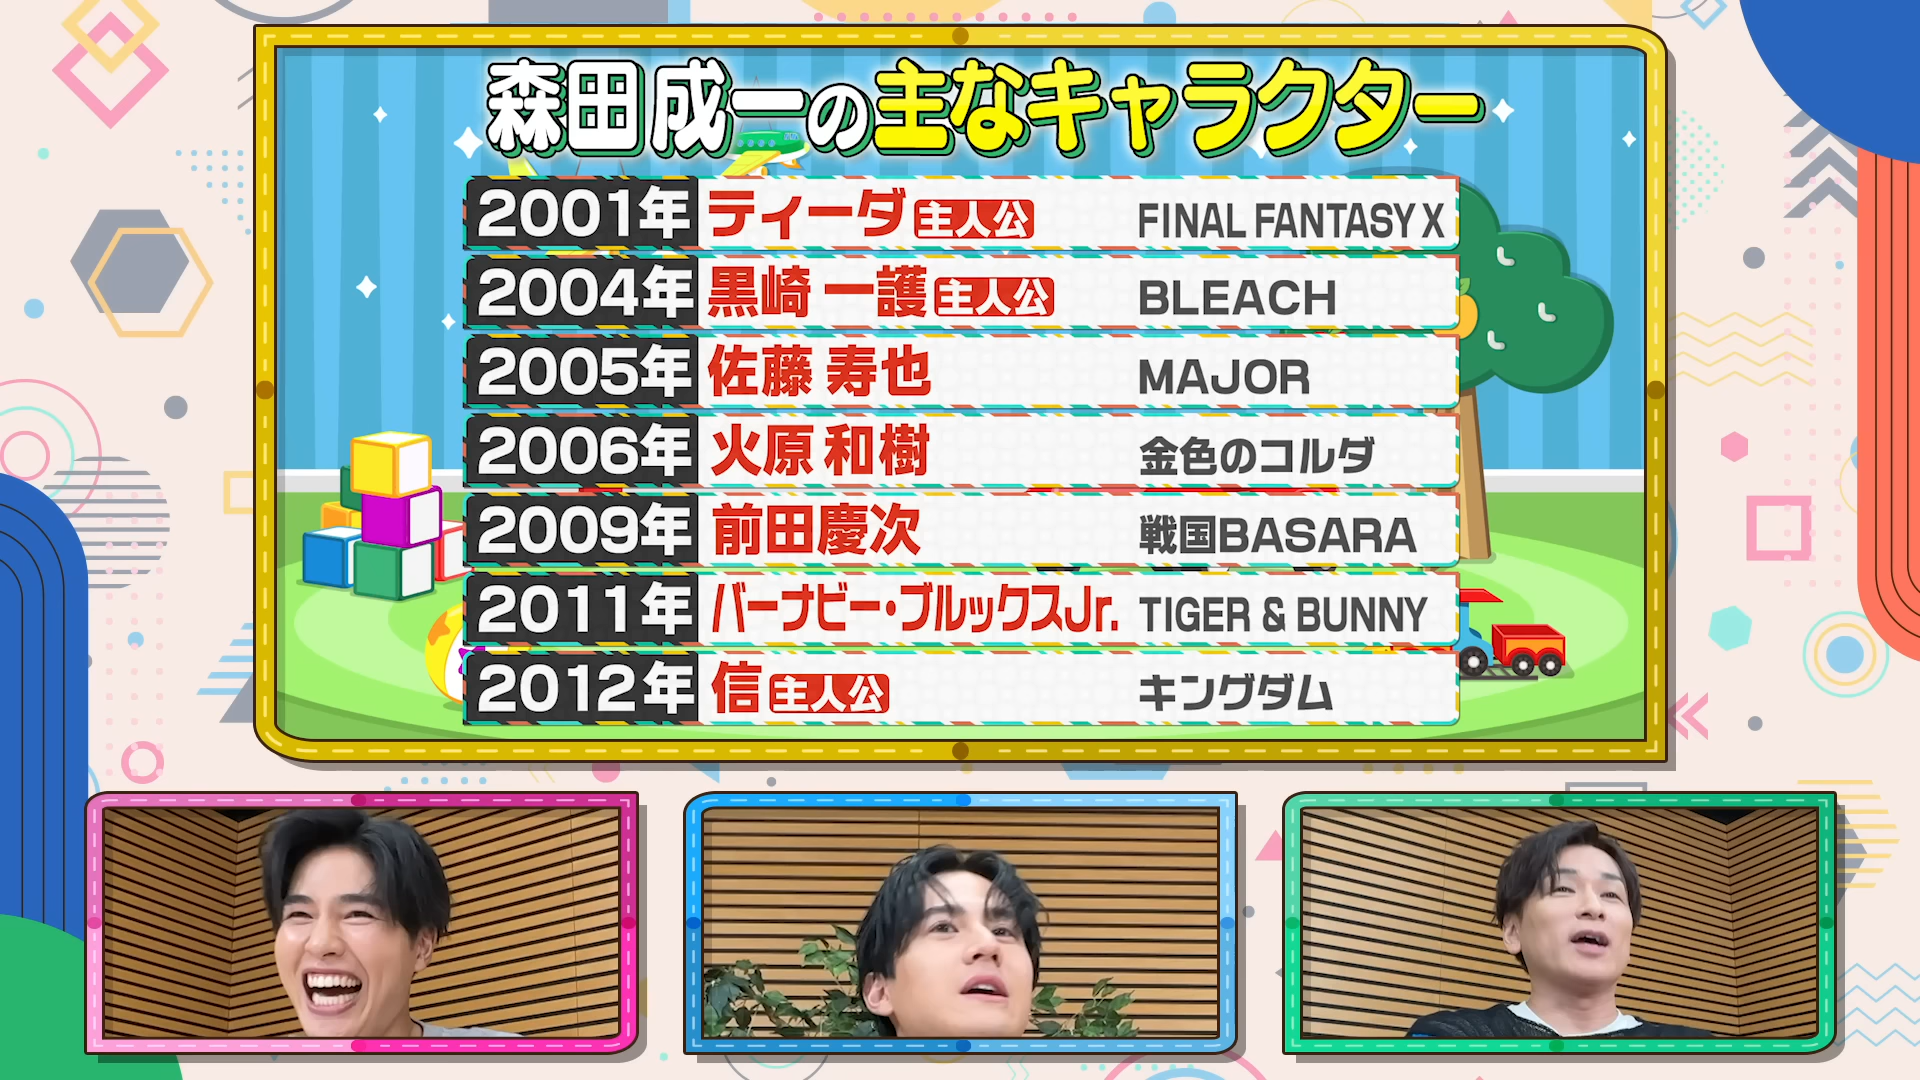 森田 成一の主なキャラクター
2001年 ティーダ 主人公 FINAL FANTASY X
2004年 黒崎 一護 主人公 BLEACH
2005年 佐藤 寿也 MAJOR
2006年 火原 和樹 金色のコルダ
2009年 前田慶次 戦国BASARA
2011年 バーナビー・ブルックスJr. TIGER & BUNNY
2012年 信 主人公 キングダム